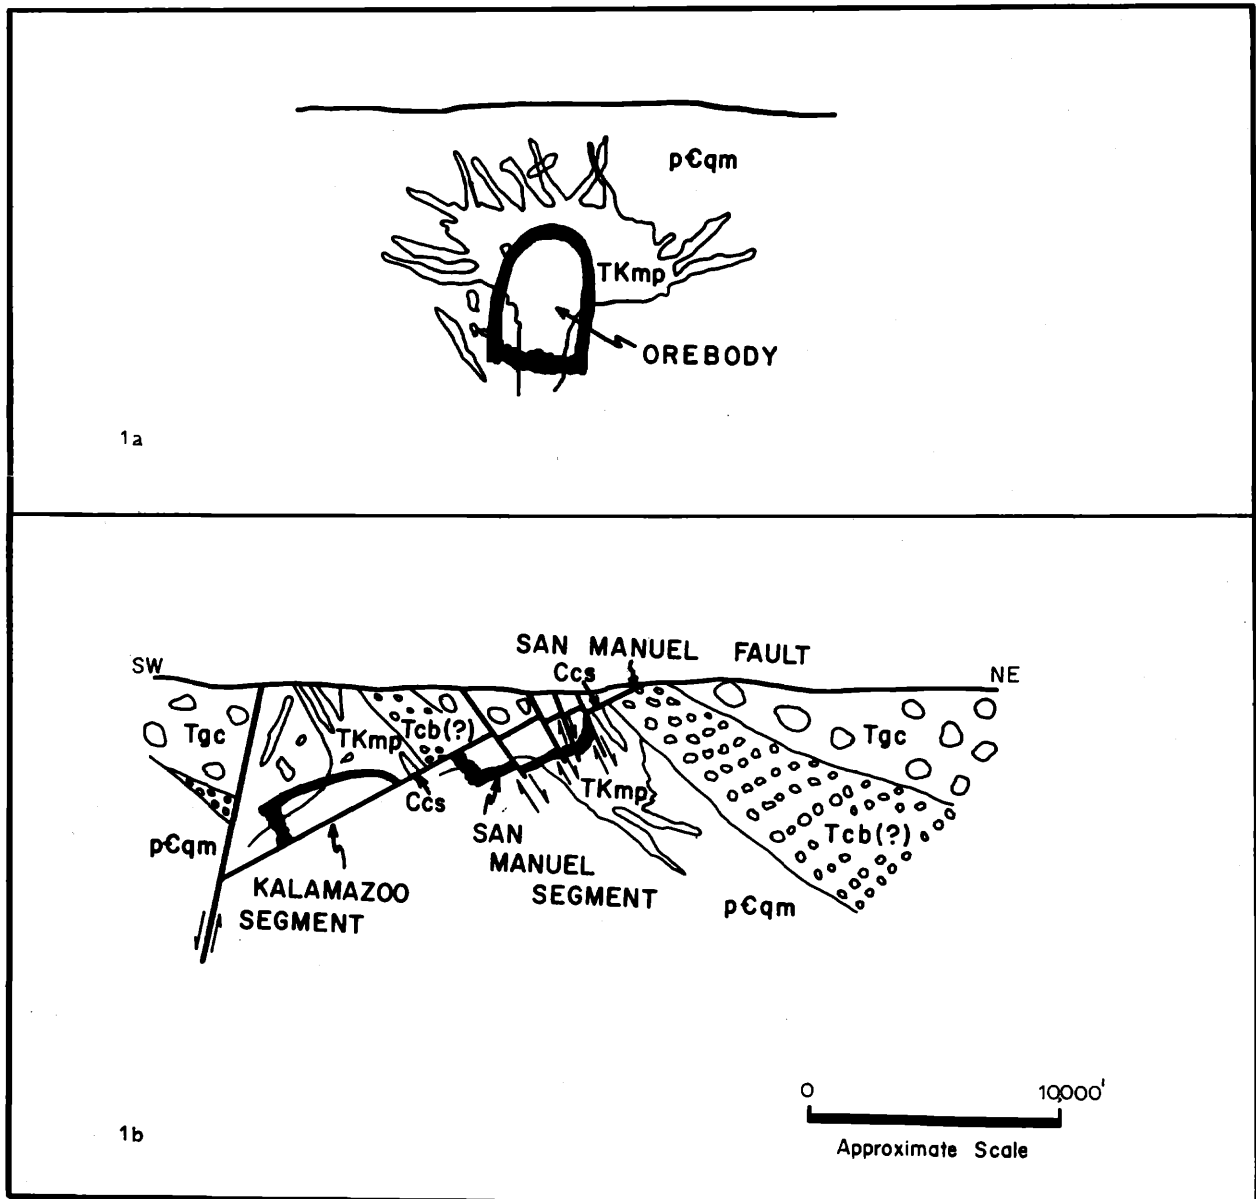 p€qm
TKmp
OREBODY
1a
SAN MANUEL FAULT
SW
Ccs
NE
Tgc
TKmp
Tcb(?)
Tgc
Ccs
TKmp
SAN
MANUEL
SEGMENT
Tcb(?)
p€qm
KALAMAZOO
SEGMENT
p€qm
0 10,000'
Approximate Scale
1b